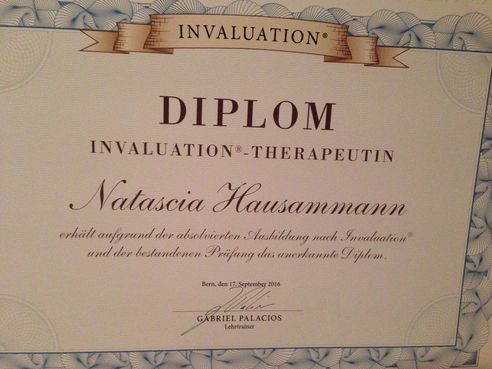 INVALUATION®
DIPLOM
INVALUATION®-THERAPEUTIN
Natascia Hausammann
erhält aufgrund der absolvierten Ausbildung nach Invaluation®
und der bestandenen Prüfung das anerkannte Diplom.
Bern, den 17. September 2016
GABRIEL PALACIOS
Lehrtrainer